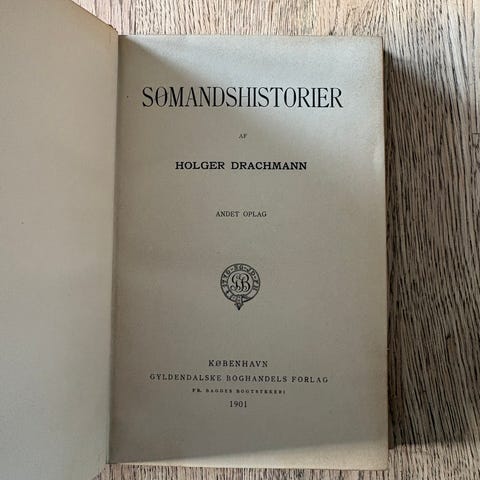 SØMANDSHISTORIER
AF
HOLGER DRACHMANN
ANDET OPLAG
KØBENHAVN
GYLDENDALSKE BOGHANDELS FORLAG
FR. BAGGES BOGTRYKKERI
1901